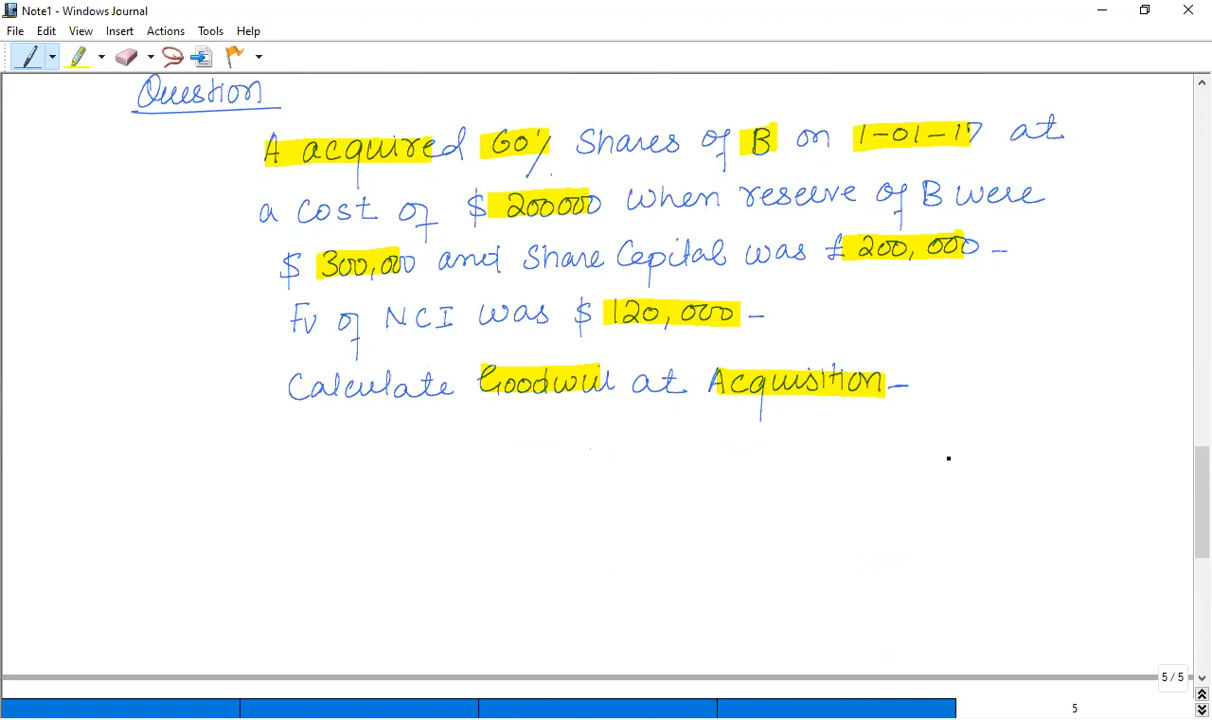 Note1 - Windows Journal
File Edit View Insert Actions Tools Help
Question
A acquired 60% Shares of B on 1-01-17 at
a cost of $ 200000 when reserve of B were
$ 300,000 and Share Capital was £ 200,000 -
FV of NCI was $ 120,000 -
Calculate Goodwill at Acquisition -
5 / 5
5